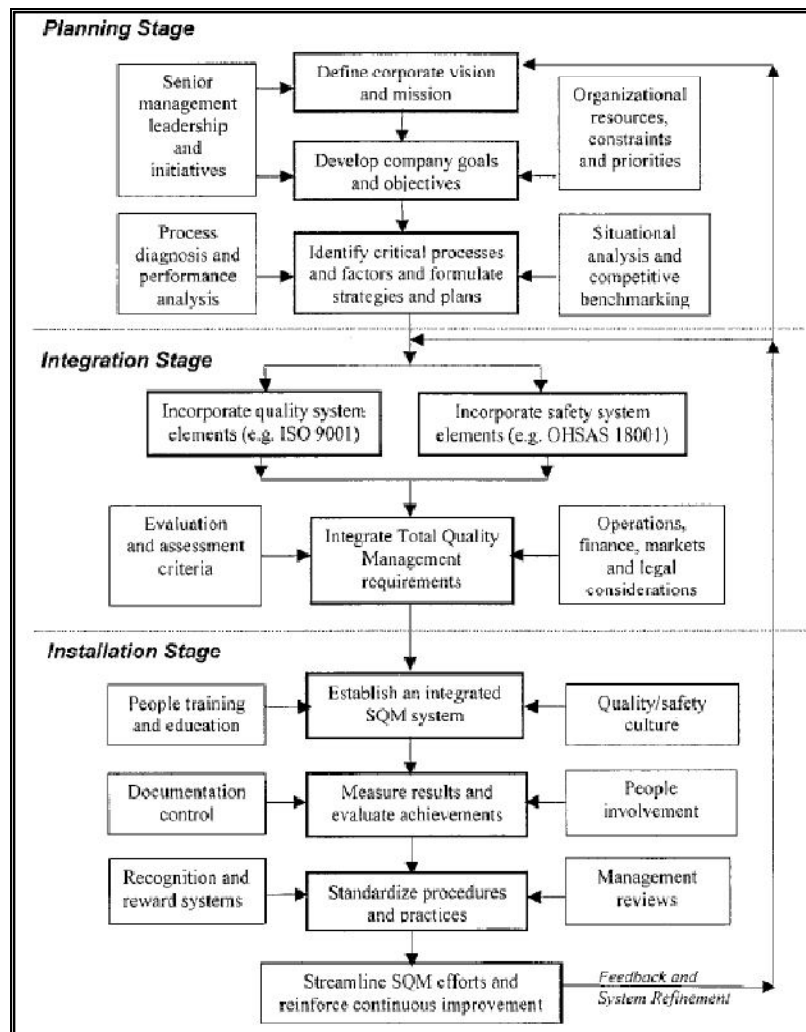 Planning Stage
Senior
management
leadership
and
initiatives
Define corporate vision
and mission
Organizational
resources,
constraints
and priorities
Develop company goals
and objectives
Process
diagnosis and
performance
analysis
Identify critical processes
and factors and formulate
strategies and plans
Situational
analysis and
competitive
benchmarking
Integration Stage
Incorporate quality system
elements (e.g. ISO 9001)
Incorporate safety system
elements (e.g. OHSAS 18001)
Evaluation
and assessment
criteria
Integrate Total Quality
Management
requirements
Operations,
finance, markets
and legal
considerations
Installation Stage
People training
and education
Establish an integrated
SQM system
Quality/safety
culture
Documentation
control
Measure results and
evaluate achievements
People
involvement
Recognition and
reward systems
Standardize procedures
and practices
Management
reviews
Streamline SQM efforts and
reinforce continuous improvement
Feedback and
System Refinement